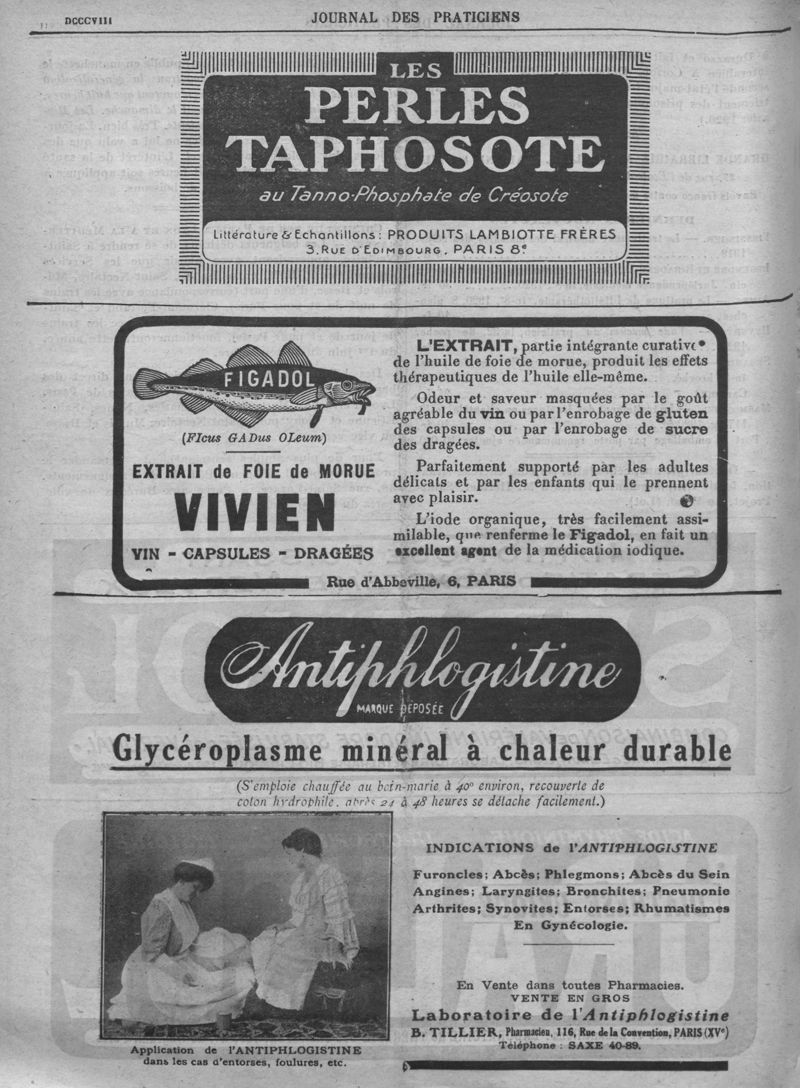 DCCCVIII
JOURNAL DES PRATICIENS
LES
PERLES
TAPHOSOTE
au Tanno-Phosphate de Créosote
Littérature & Echantillons: PRODUITS LAMBIOTTE FRÈRES
3, RUE D'EDIMBOURG, PARIS 8e
FIGADOL
(FIcus GADus OLeum)
EXTRAIT de FOIE de MORUE
VIVIEN
VIN - CAPSULES - DRAGÉES
L'EXTRAIT, partie intégrante curative
de l'huile de foie de morue, produit les effets
thérapeutiques de l'huile elle-même.
Odeur et saveur masquées par le goût
agréable du vin ou par l'enrobage de gluten
des capsules ou par l'enrobage de sucre
des dragées.
Parfaitement supporté par les adultes
délicats et par les enfants qui le prennent
avec plaisir.
L'iode organique, très facilement assi-
milable, que renferme le Figadol, en fait un
excellent agent de la médication iodique.
Rue d'Abbeville, 6, PARIS
Antiphlogistine
MARQUE DÉPOSÉE
Glycéroplasme minéral à chaleur durable
(S'emploie chauffée au bain-marie à 40° environ, recouverte de
coton hydrophile, après 24 à 48 heures se détache facilement.)
INDICATIONS de l'ANTIPHLOGISTINE
Furoncles; Abcès; Phlegmons; Abcès du Sein
Angines; Laryngites; Bronchites; Pneumonie
Arthrites; Synovites; Entorses; Rhumatismes
En Gynécologie.
En Vente dans toutes Pharmacies.
VENTE EN GROS
Laboratoire de l'Antiphlogistine
B. TILLIER, Pharmacien, 116, Rue de la Convention, PARIS (XVe)
Téléphone : SAXE 40-89.
Application de l'ANTIPHLOGISTINE
dans les cas d'entorses, foulures, etc.